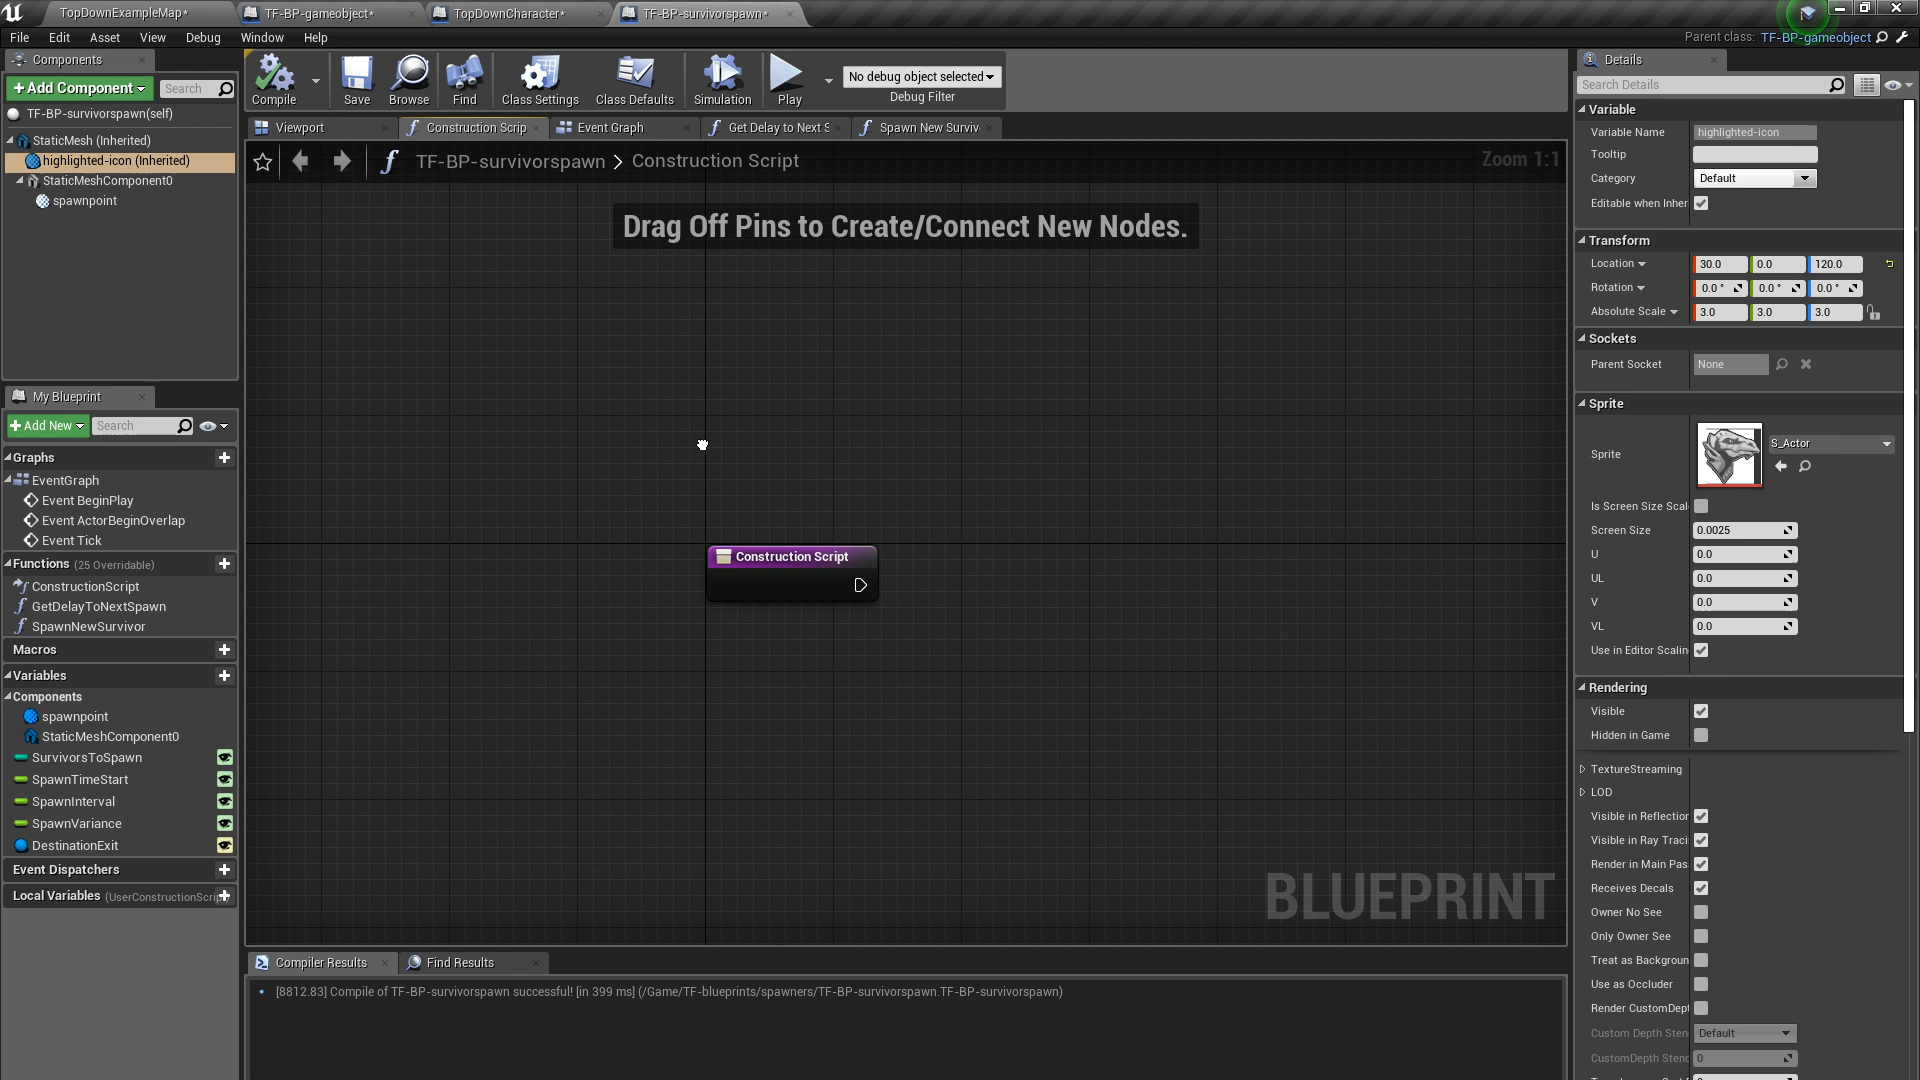 TopDownExampleMap*
TF-BP-gameobject*
TopDownCharacter*
TF-BP-survivorspawn*
File Edit Asset View Debug Window Help
Parent class: TF-BP-gameobject
Components
+Add Component
Search
TF-BP-survivorspawn(self)
StaticMesh (Inherited)
highlighted-icon (Inherited)
StaticMeshComponent0
spawnpoint
Compile
Save
Browse
Find
Class Settings
Class Defaults
Simulation
Play
No debug object selected
Debug Filter
Viewport
Construction Scrip
Event Graph
Get Delay to Next S
Spawn New Surviv
TF-BP-survivorspawn > Construction Script
Zoom 1:1
Drag Off Pins to Create/Connect New Nodes.
Construction Script
BLUEPRINT
My Blueprint
+Add New
Search
Graphs
EventGraph
Event BeginPlay
Event ActorBeginOverlap
Event Tick
Functions (25 Overridable)
ConstructionScript
GetDelayToNextSpawn
SpawnNewSurvivor
Macros
Variables
Components
spawnpoint
StaticMeshComponent0
SurvivorsToSpawn
SpawnTimeStart
SpawnInterval
SpawnVariance
DestinationExit
Event Dispatchers
Local Variables (UserConstructionScrip
Compiler Results
Find Results
[8812.83] Compile of TF-BP-survivorspawn successful! [in 399 ms] (/Game/TF-blueprints/spawners/TF-BP-survivorspawn.TF-BP-survivorspawn)
Details
Search Details
Variable
Variable Name highlighted-icon
Tooltip
Category Default
Editable when Inher
Transform
Location 30.0 0.0 120.0
Rotation 0.0 ° 0.0 ° 0.0 °
Absolute Scale 3.0 3.0 3.0
Sockets
Parent Socket None
Sprite
Sprite S_Actor
Is Screen Size Scal
Screen Size 0.0025
U 0.0
UL 0.0
V 0.0
VL 0.0
Use in Editor Scalin
Rendering
Visible
Hidden in Game
TextureStreaming
LOD
Visible in Reflection
Visible in Ray Traci
Render in Main Pas
Receives Decals
Owner No See
Only Owner See
Treat as Backgroun
Use as Occluder
Render CustomDept
Custom Depth Sten Default
CustomDepth Stenc 0